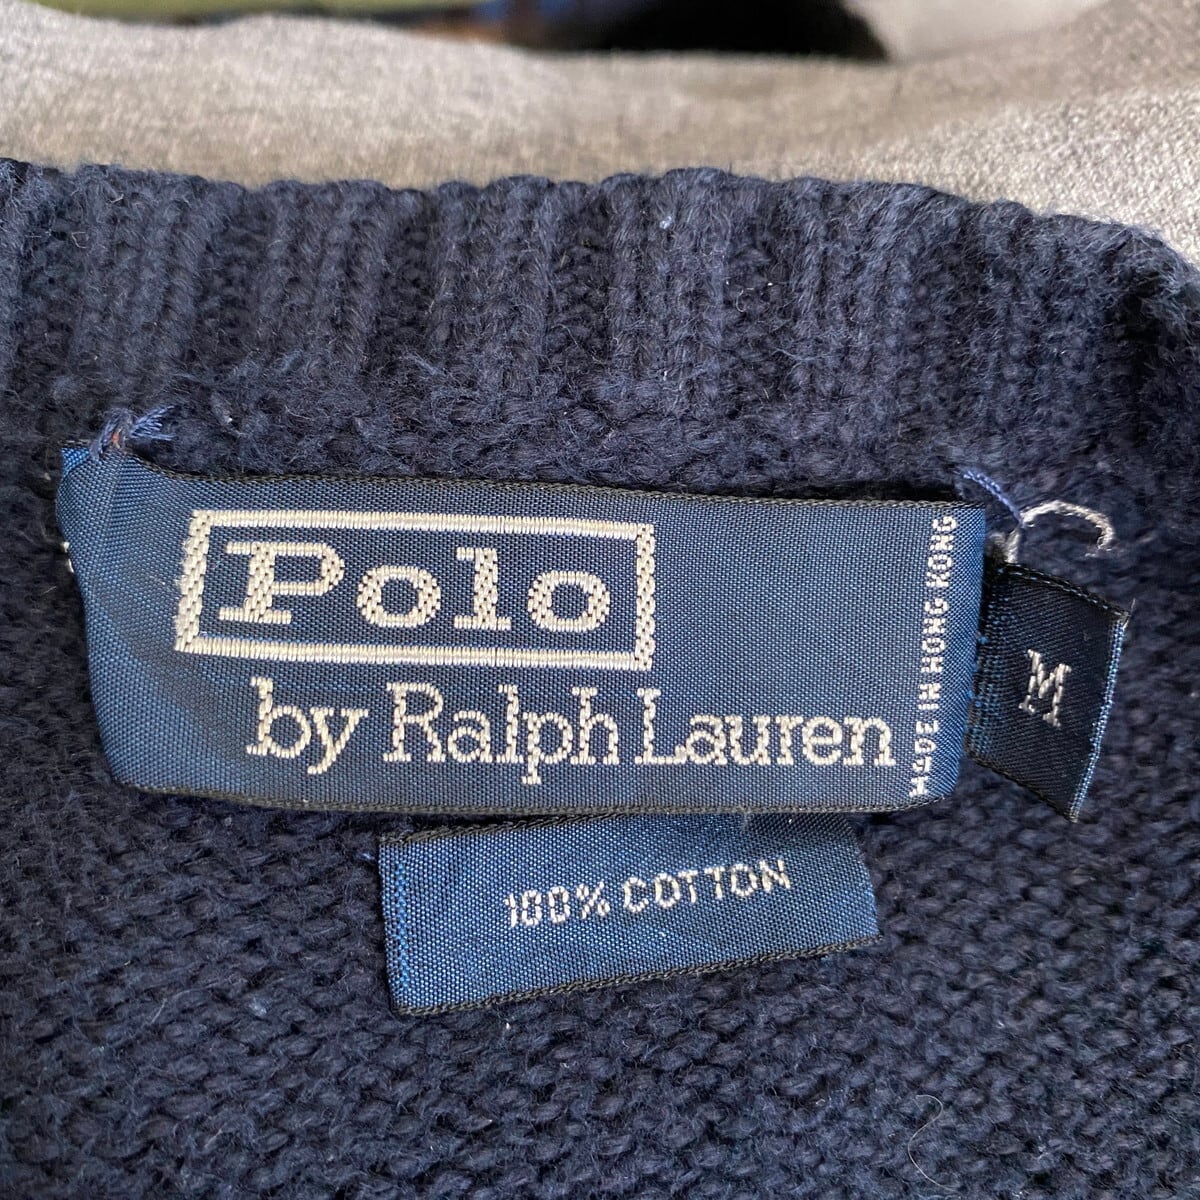 Polo
by Ralph Lauren
MADE IN HONG KONG
M
100% COTTON